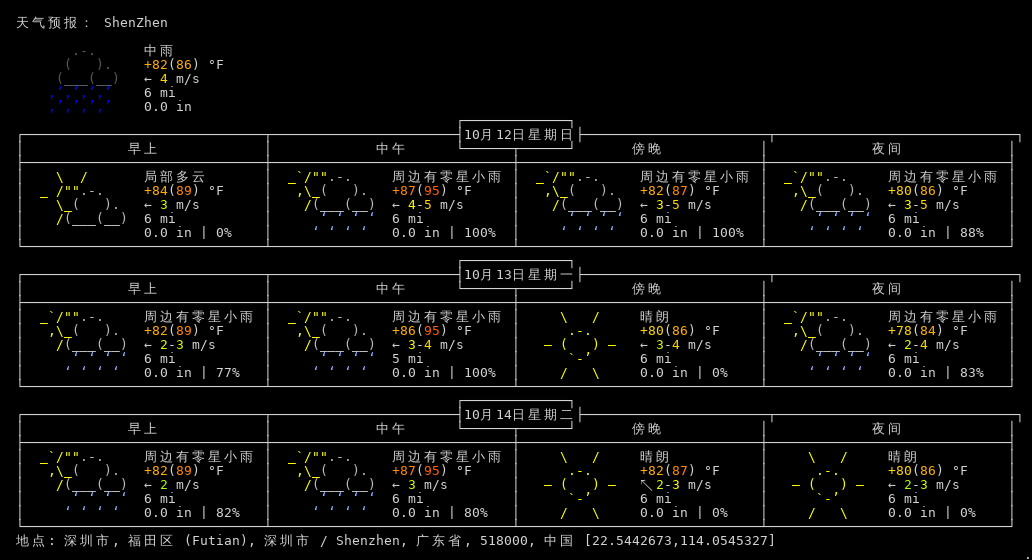 天气预报： ShenZhen
中雨
+82(86) °F
← 4 m/s
6 mi
0.0 in
10月12日星期日
早上 中午 傍晚 夜间
局部多云 周边有零星小雨 周边有零星小雨 周边有零星小雨
+84(89) °F +87(95) °F +82(87) °F +80(86) °F
← 3 m/s ← 4-5 m/s ← 3-5 m/s ← 3-5 m/s
6 mi 6 mi 6 mi 6 mi
0.0 in | 0% 0.0 in | 100% 0.0 in | 100% 0.0 in | 88%
10月13日星期一
早上 中午 傍晚 夜间
周边有零星小雨 周边有零星小雨 晴朗 周边有零星小雨
+82(89) °F +86(95) °F +80(86) °F +78(84) °F
← 2-3 m/s ← 3-4 m/s ← 3-4 m/s ← 2-4 m/s
6 mi 5 mi 6 mi 6 mi
0.0 in | 77% 0.0 in | 100% 0.0 in | 0% 0.0 in | 83%
10月14日星期二
早上 中午 傍晚 夜间
周边有零星小雨 周边有零星小雨 晴朗 晴朗
+82(89) °F +87(95) °F +82(87) °F +80(86) °F
← 2 m/s ← 3 m/s ↖ 2-3 m/s ← 2-3 m/s
6 mi 6 mi 6 mi 6 mi
0.0 in | 82% 0.0 in | 80% 0.0 in | 0% 0.0 in | 0%
地点: 深圳市, 福田区 (Futian), 深圳市 / Shenzhen, 广东省, 518000, 中国 [22.5442673,114.0545327]